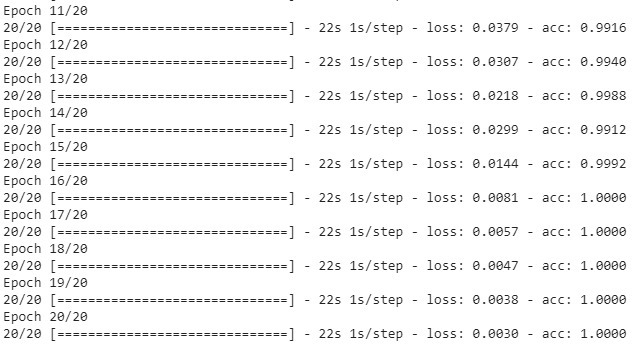 Epoch 11/20
20/20 [==============================] - 22s 1s/step - loss: 0.0379 - acc: 0.9916
Epoch 12/20
20/20 [==============================] - 22s 1s/step - loss: 0.0307 - acc: 0.9940
Epoch 13/20
20/20 [==============================] - 22s 1s/step - loss: 0.0218 - acc: 0.9988
Epoch 14/20
20/20 [==============================] - 22s 1s/step - loss: 0.0299 - acc: 0.9912
Epoch 15/20
20/20 [==============================] - 22s 1s/step - loss: 0.0144 - acc: 0.9992
Epoch 16/20
20/20 [==============================] - 22s 1s/step - loss: 0.0081 - acc: 1.0000
Epoch 17/20
20/20 [==============================] - 22s 1s/step - loss: 0.0057 - acc: 1.0000
Epoch 18/20
20/20 [==============================] - 22s 1s/step - loss: 0.0047 - acc: 1.0000
Epoch 19/20
20/20 [==============================] - 22s 1s/step - loss: 0.0038 - acc: 1.0000
Epoch 20/20
20/20 [==============================] - 22s 1s/step - loss: 0.0030 - acc: 1.0000